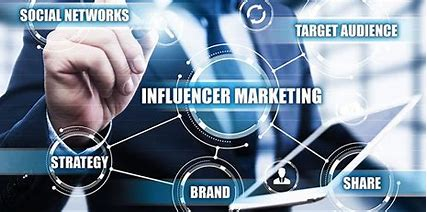 SOCIAL NETWORKS
TARGET AUDIENCE
INFLUENCER MARKETING
STRATEGY
BRAND
SHARE